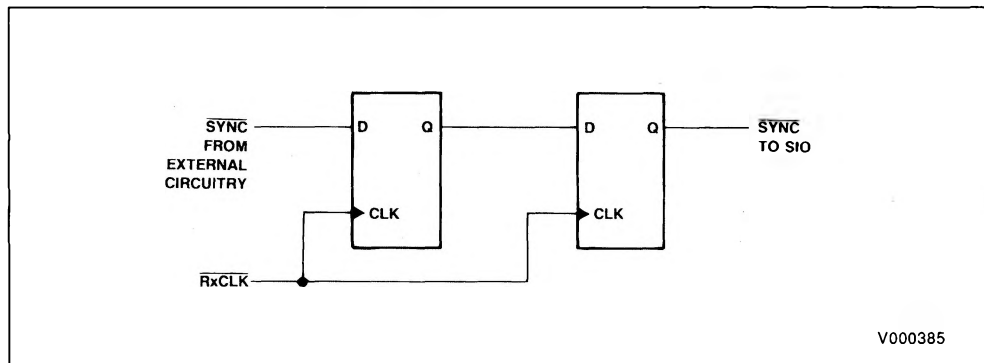 SYNC
FROM
EXTERNAL
CIRCUITRY
D Q
CLK
D Q
CLK
SYNC
TO SIO
RxCLK
V000385